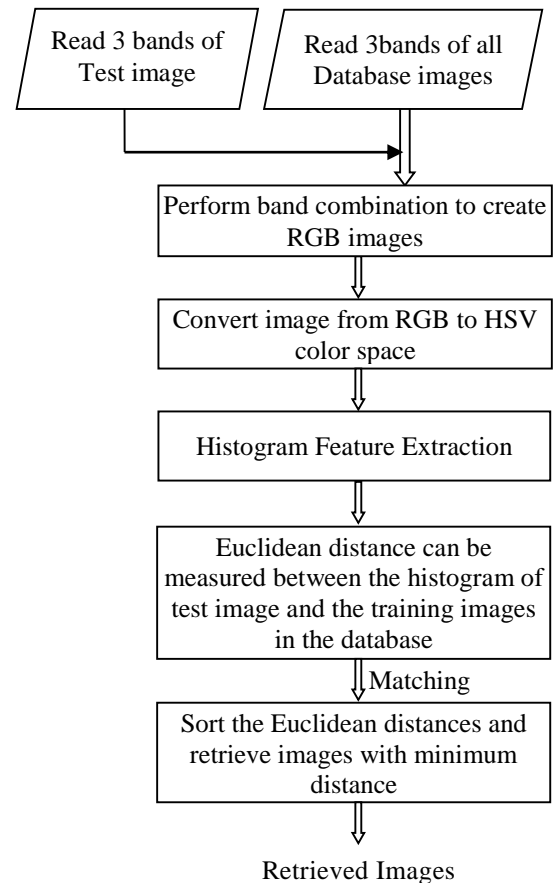 Read 3 bands of
Test image
Read 3bands of all
Database images
Perform band combination to create
RGB images
Convert image from RGB to HSV
color space
Histogram Feature Extraction
Euclidean distance can be
measured between the histogram of
test image and the training images
in the database
Matching
Sort the Euclidean distances and
retrieve images with minimum
distance
Retrieved Images